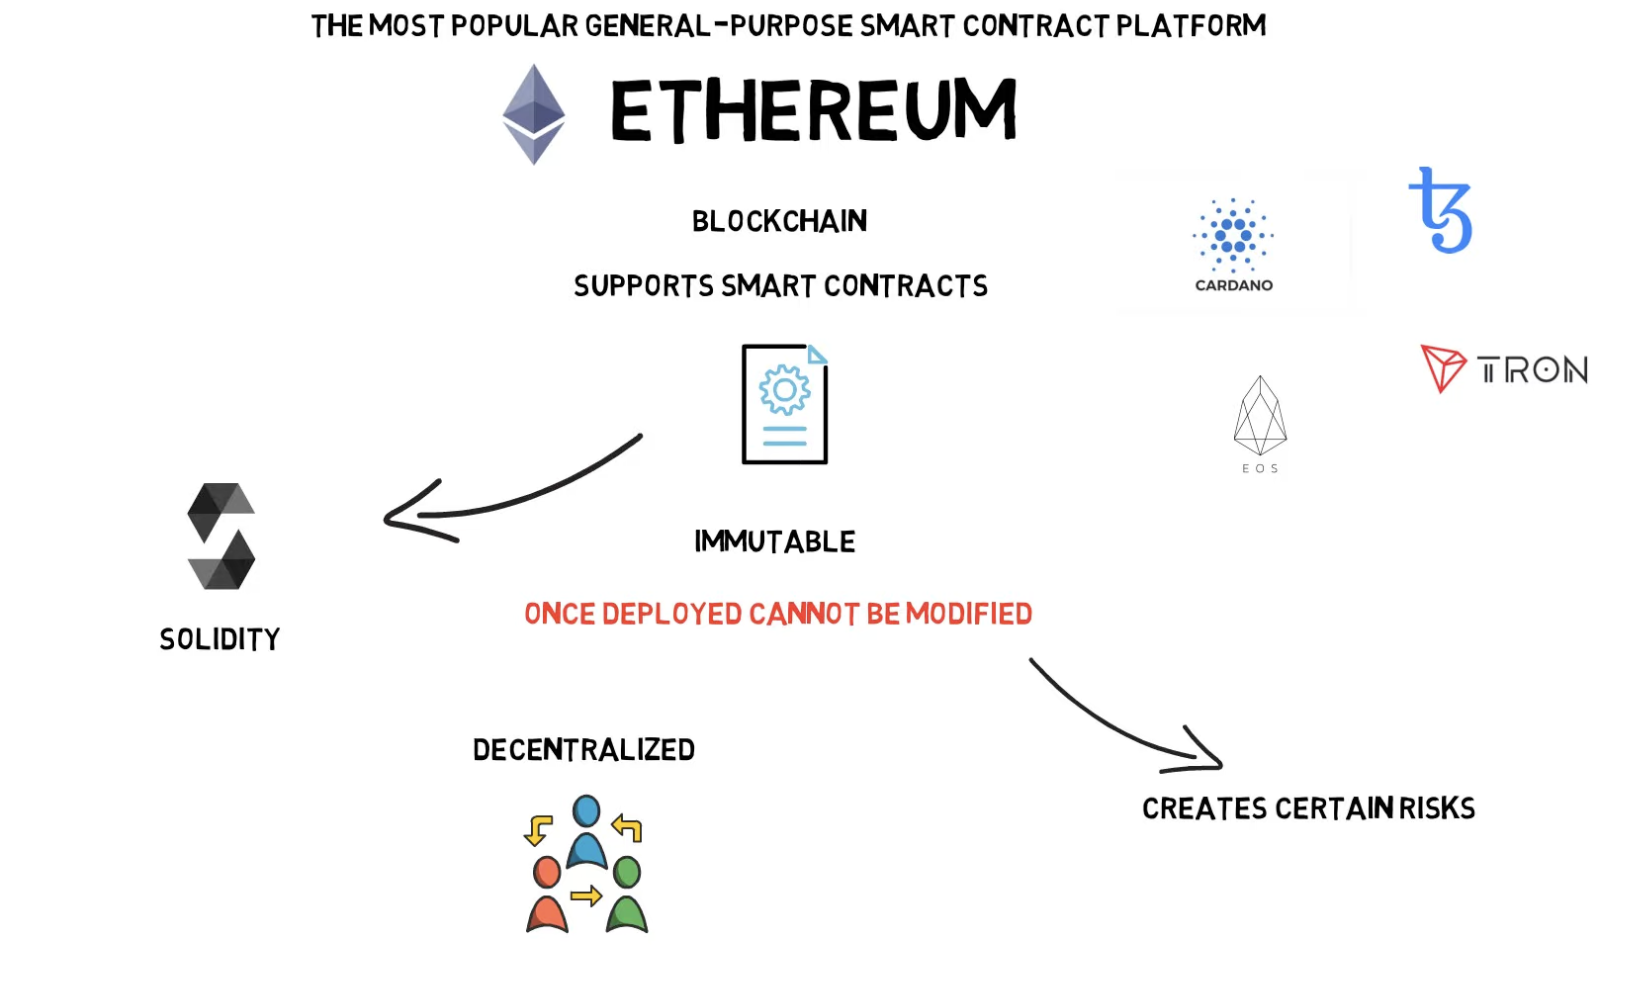 THE MOST POPULAR GENERAL-PURPOSE SMART CONTRACT PLATFORM
ETHEREUM
BLOCKCHAIN
SUPPORTS SMART CONTRACTS
CARDANO
TRON
EOS
IMMUTABLE
ONCE DEPLOYED CANNOT BE MODIFIED
SOLIDITY
DECENTRALIZED
CREATES CERTAIN RISKS